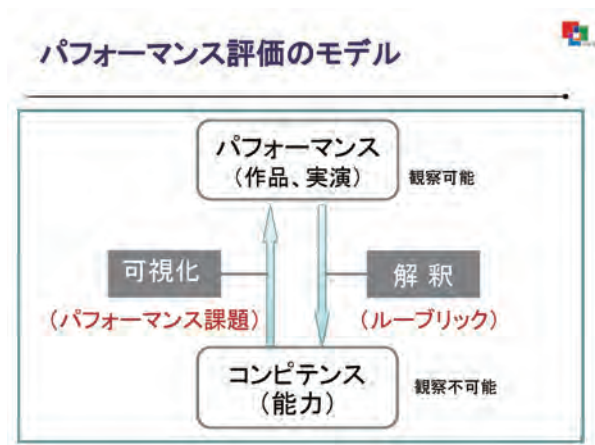 パフォーマンス評価のモデル
パフォーマンス
(作品、実演)
観察可能
可視化
解 釈
(パフォーマンス課題)
(ルーブリック)
コンピテンス
(能力)
観察不可能